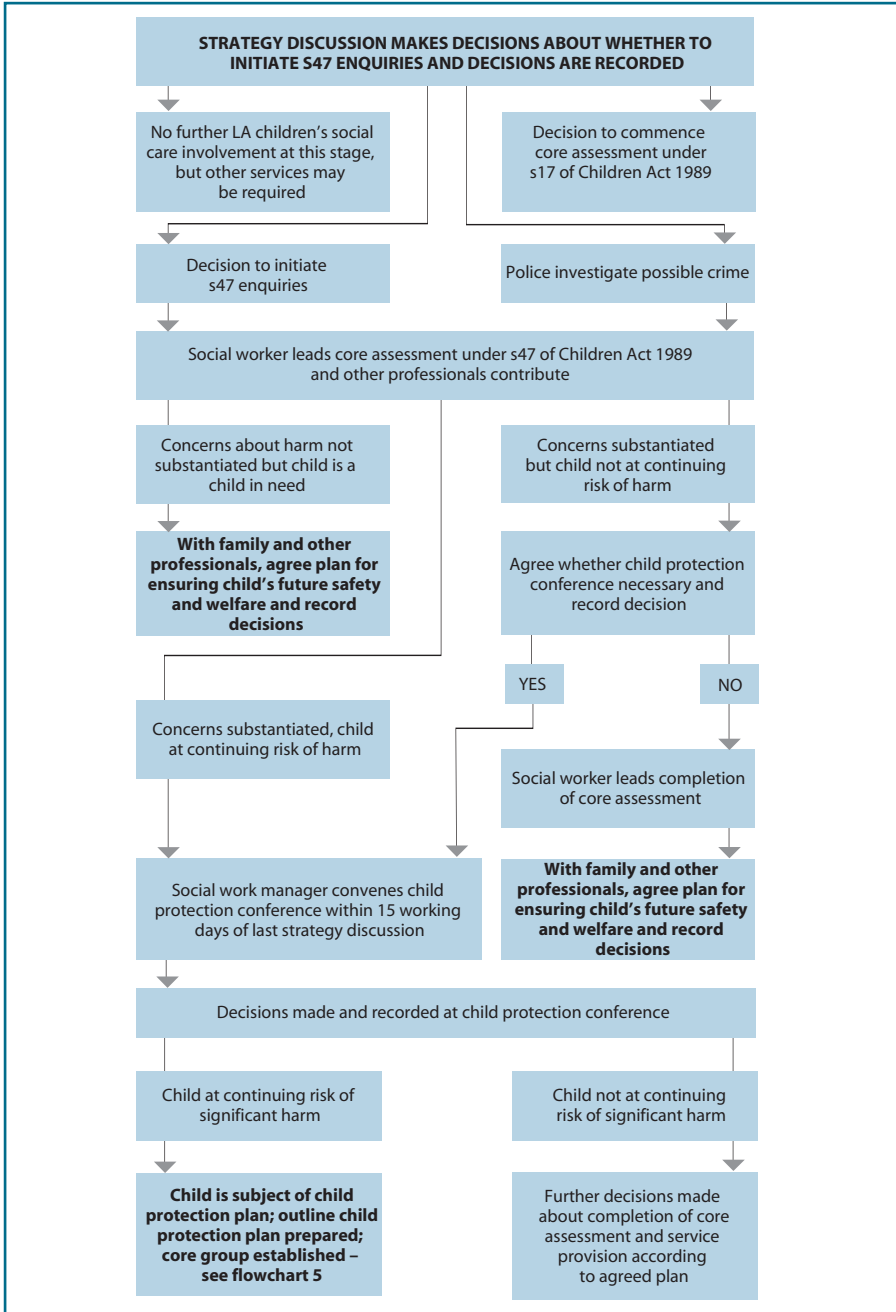 STRATEGY DISCUSSION MAKES DECISIONS ABOUT WHETHER TO
INITIATE S47 ENQUIRIES AND DECISIONS ARE RECORDED
No further LA children's social
care involvement at this stage,
but other services may
be required
Decision to commence
core assessment under
s17 of Children Act 1989
Decision to initiate
s47 enquiries
Police investigate possible crime
Social worker leads core assessment under s47 of Children Act 1989
and other professionals contribute
Concerns about harm not
substantiated but child is a
child in need
Concerns substantiated
but child not at continuing
risk of harm
With family and other
professionals, agree plan for
ensuring child's future safety
and welfare and record
decisions
Agree whether child protection
conference necessary and
record decision
YES
NO
Concerns substantiated, child
at continuing risk of harm
Social worker leads completion
of core assessment
Social work manager convenes child
protection conference within 15 working
days of last strategy discussion
With family and other
professionals, agree plan for
ensuring child's future safety
and welfare and record
decisions
Decisions made and recorded at child protection conference
Child at continuing risk of
significant harm
Child not at continuing
risk of significant harm
Child is subject of child
protection plan; outline child
protection plan prepared;
core group established –
see flowchart 5
Further decisions made
about completion of core
assessment and service
provision according
to agreed plan